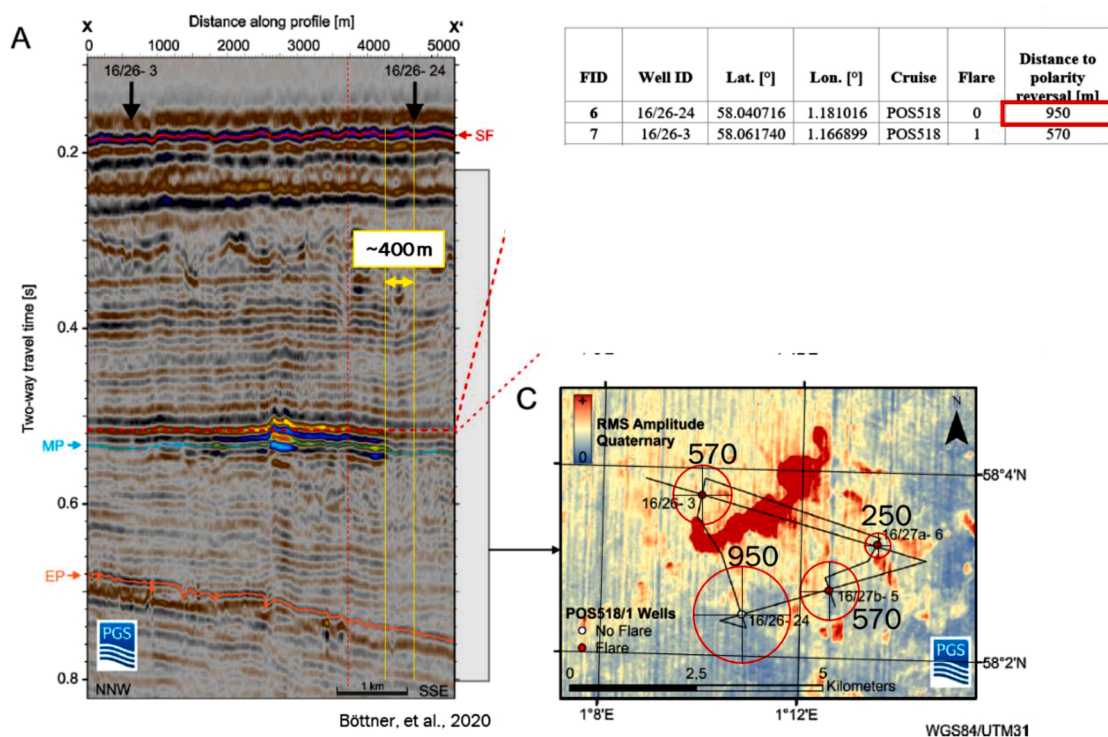 A
X
Distance along profile [m]
X'
0 1000 2000 3000 4000 5000
16/26- 3
16/26- 24
SF
0.2
~400m
Two-way travel time [s]
0.4
MP
0.6
EP
PGS
0.8
NNW
1 km
SSE
Böttner, et al., 2020
FID Well ID Lat. [°] Lon. [°] Cruise Flare Distance to
polarity
reversal [m]
6 16/26-24 58.040716 1.181016 POS518 0 950
7 16/26-3 58.061740 1.166899 POS518 1 570
C
+
RMS Amplitude
Quaternary
0
N
570
58°4'
16/26- 3
250
16/27a- 6
950
16/27b- 5
570
POS518/1 Wells
No Flare
Flare
16/26- 24
PGS
58°2'
0 2,5 5
Kilometers
1°8'E
1°12'E
WGS84/UTM31